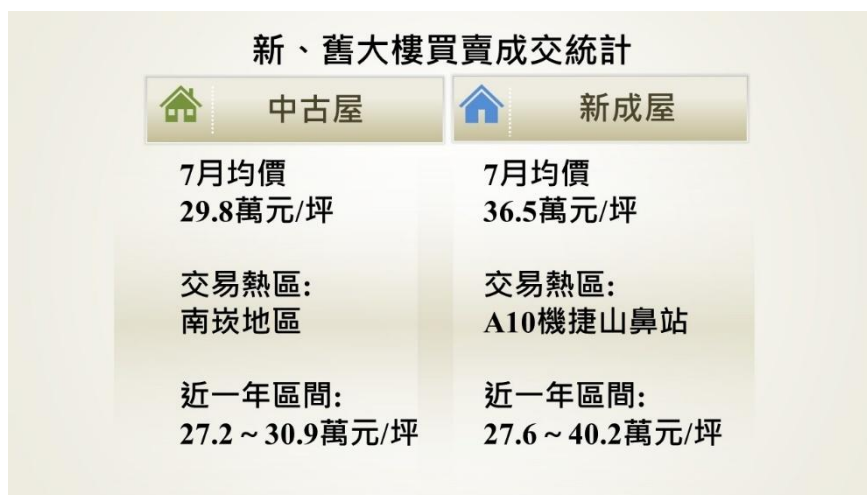 新、舊大樓買賣成交統計
中古屋
7月均價
29.8萬元/坪
交易熱區:
南崁地區
近一年區間:
27.2～30.9萬元/坪
新成屋
7月均價
36.5萬元/坪
交易熱區:
A10機捷山鼻站
近一年區間:
27.6～40.2萬元/坪